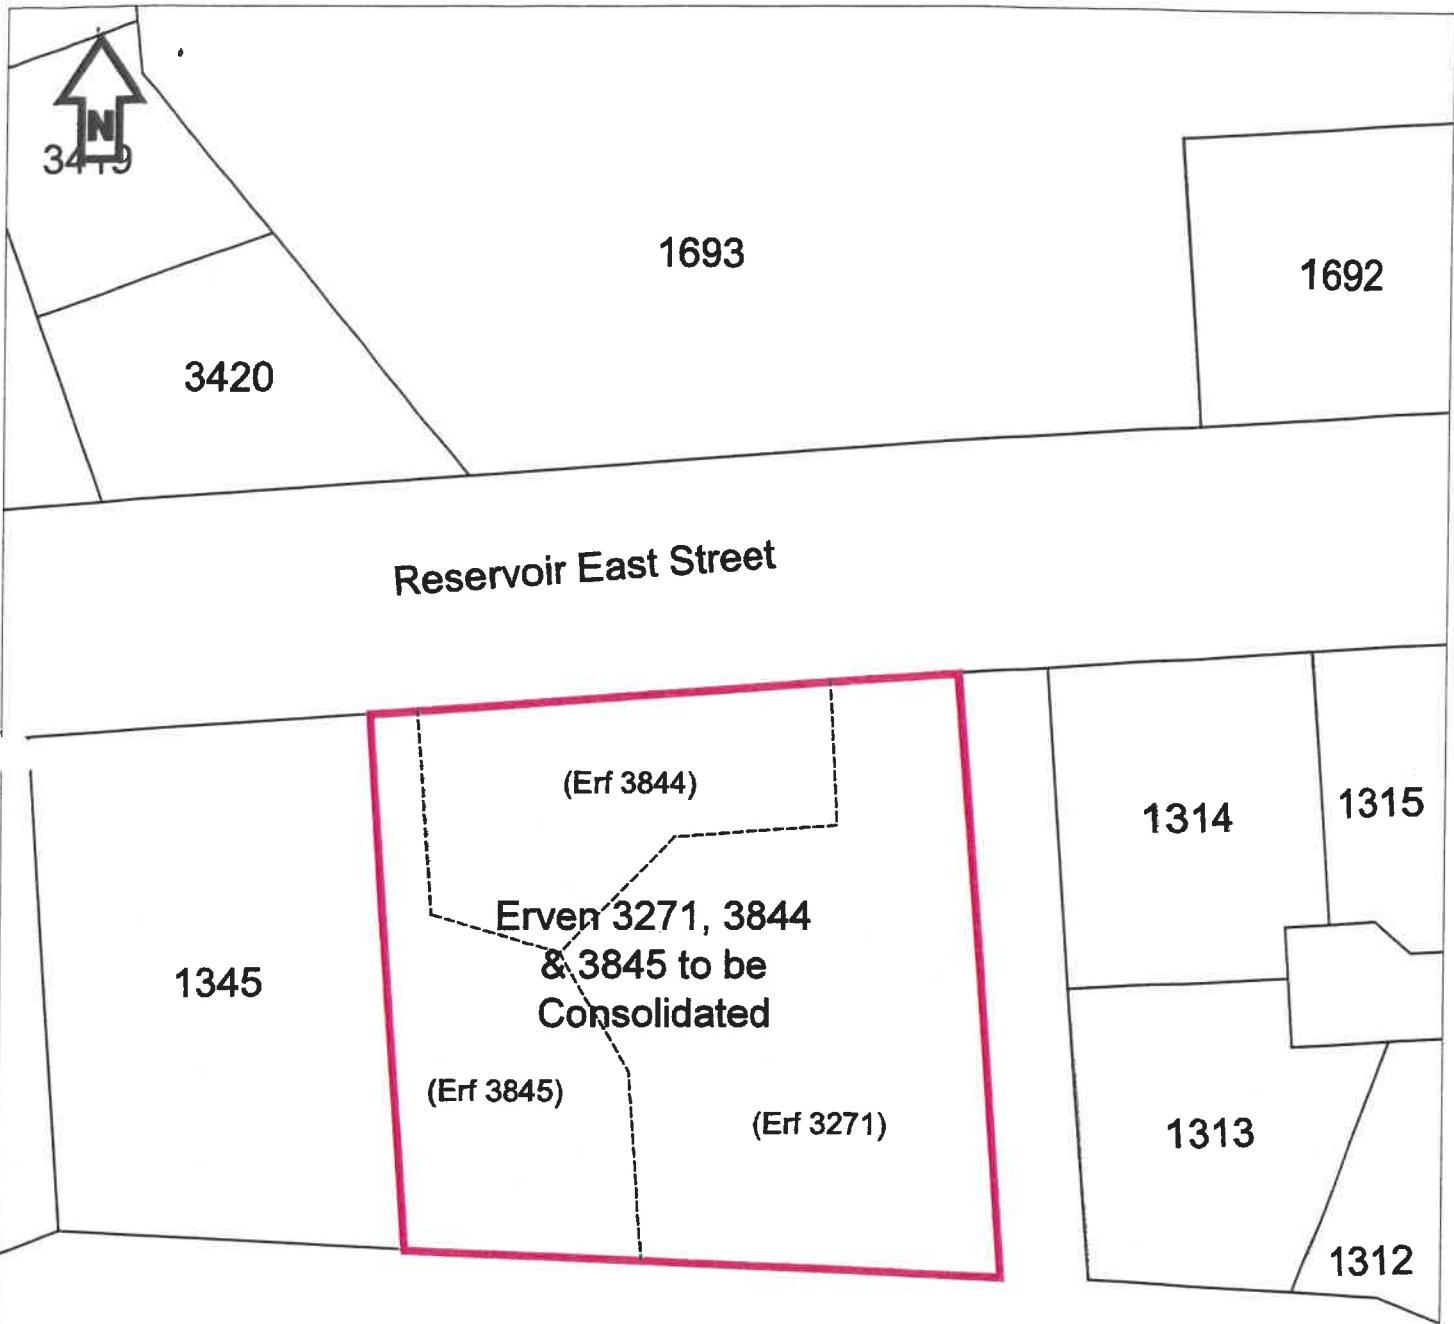 N
3419
1693
1692
3420
Reservoir East Street
(Erf 3844)
1314
1315
Erven 3271, 3844
& 3845 to be
Consolidated
1345
(Erf 3845)
(Erf 3271)
1313
1312